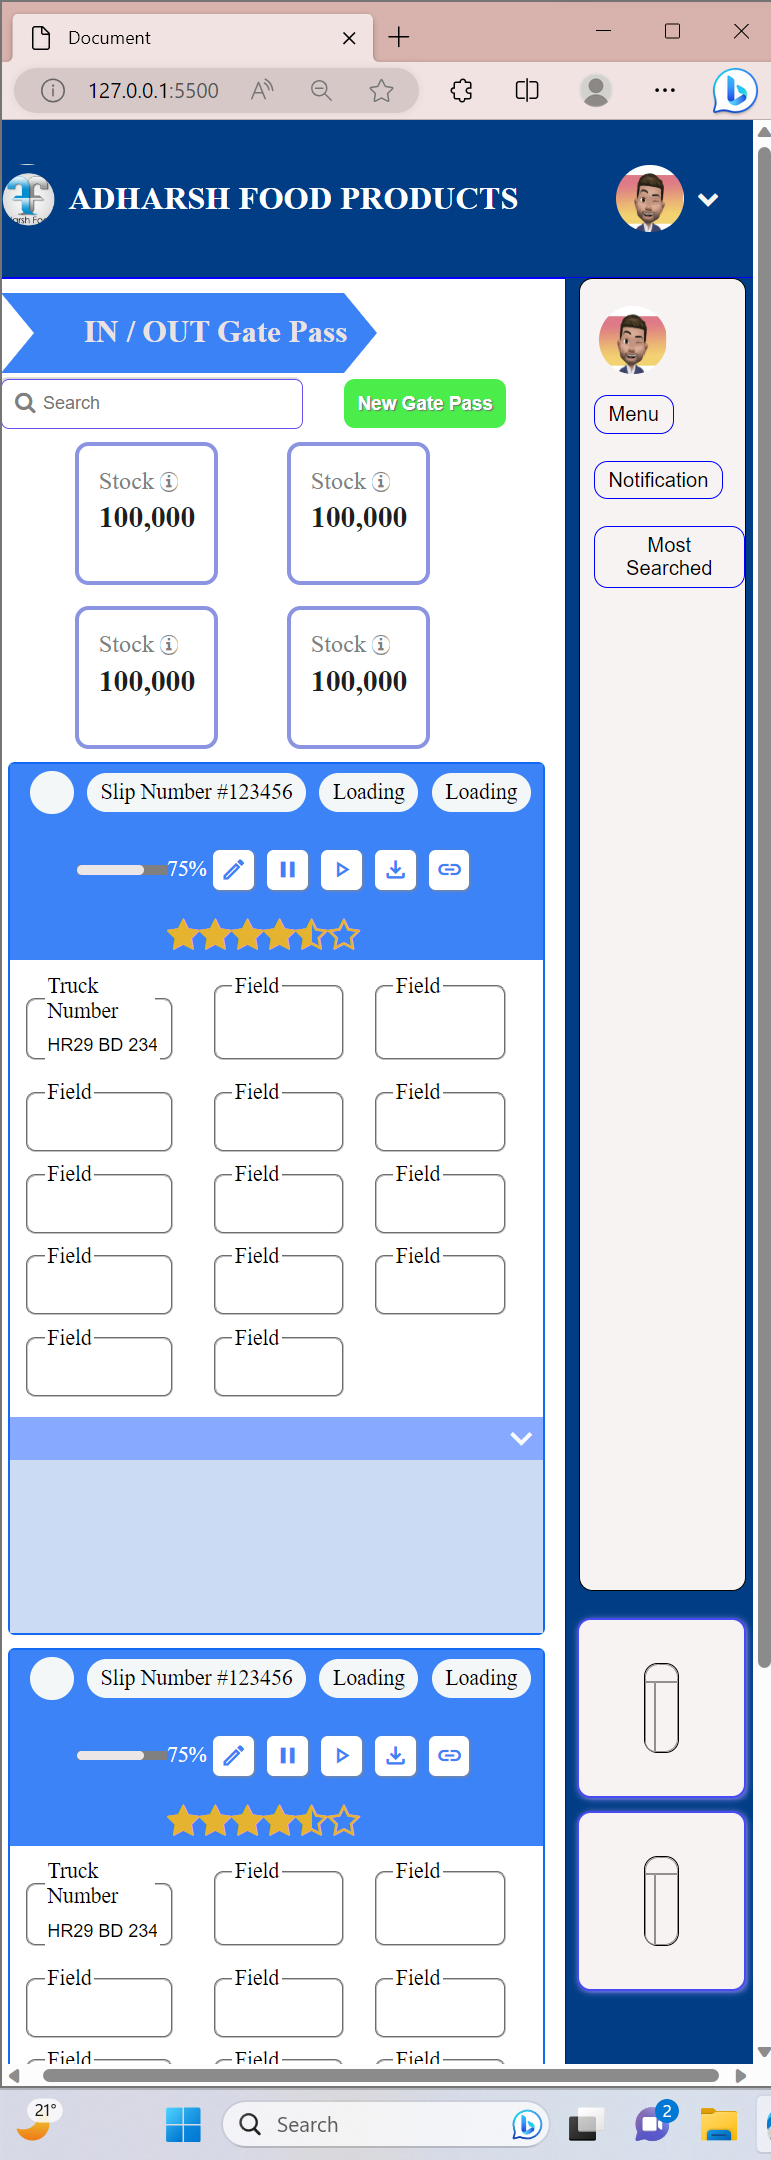 Document
127.0.0.1:5500
ADHARSH FOOD PRODUCTS
IN / OUT Gate Pass
Search
New Gate Pass
Menu
Notification
Most
Searched
Stock
100,000
Stock
100,000
Stock
100,000
Stock
100,000
Slip Number #123456
Loading
Loading
75%
Truck
Number
HR29 BD 234
Field
Field
Field
Field
Field
Field
Field
Field
Field
Field
Field
Field
Field
Slip Number #123456
Loading
Loading
75%
Truck
Number
HR29 BD 234
Field
Field
Field
Field
Field
Field
Field
Field
21°
Search
2